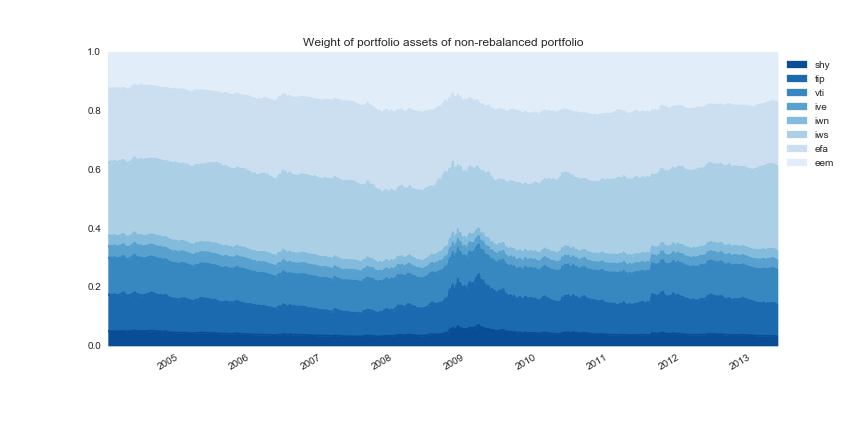 Weight of portfolio assets of non-rebalanced portfolio
1.0
0.8
0.6
0.4
0.2
0.0
2005
2006
2007
2008
2009
2010
2011
2012
2013
shy
tip
vti
ive
iwn
iws
efa
eem